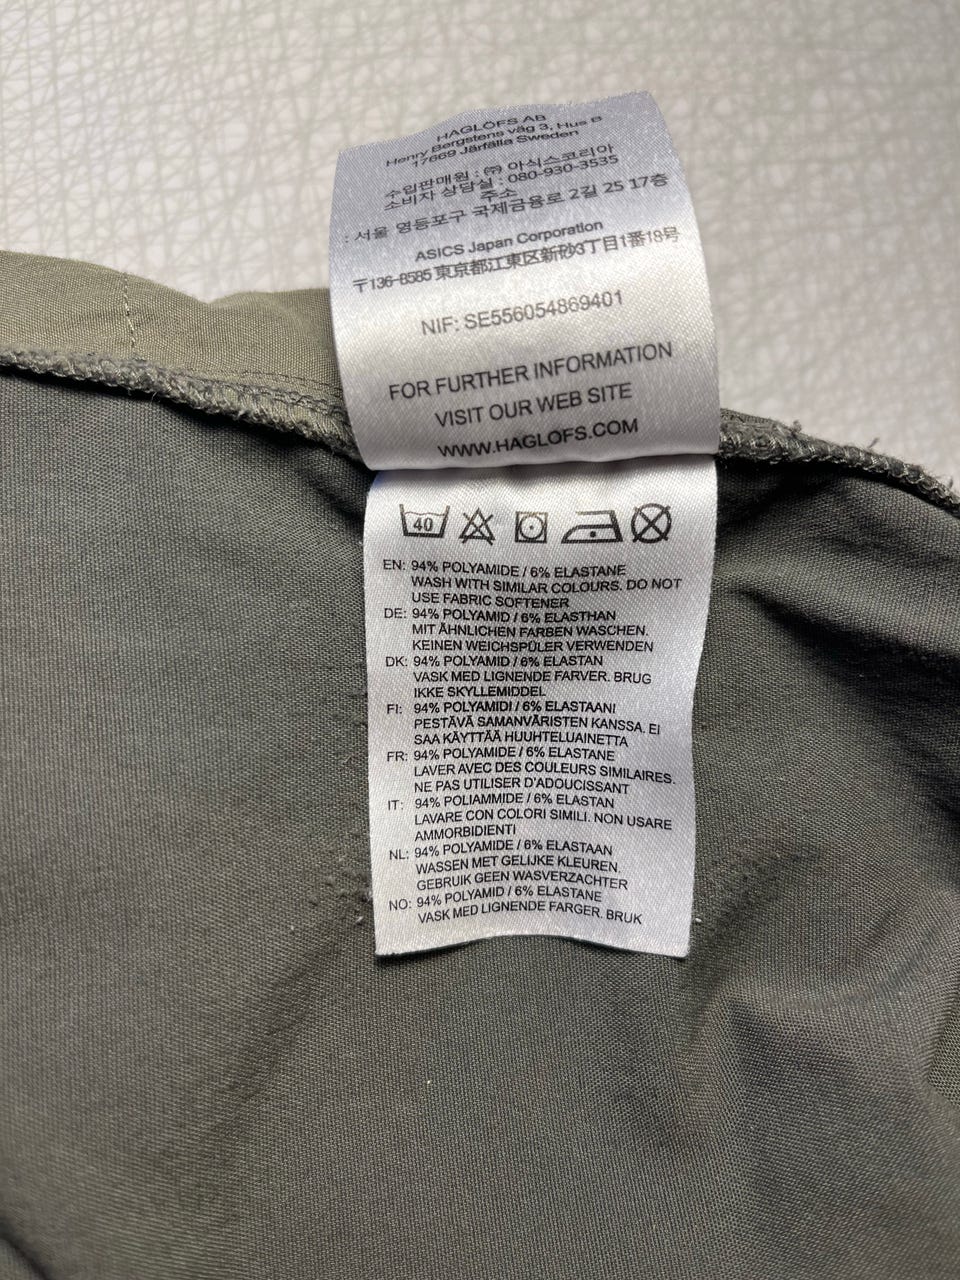 HAGLÖFS AB
Henry Bergstens väg 3, Hus B
17669 Järfälla Sweden
수입판매원 : ㈜ 아식스코리아
소비자 상담실 : 080-930-3535
주소
: 서울 영등포구 국제금융로 2길 25 17층
ASICS Japan Corporation
〒136-8585 東京都江東区新砂3丁目1番18号
NIF: SE556054869401
FOR FURTHER INFORMATION
VISIT OUR WEB SITE
WWW.HAGLOFS.COM
40
EN: 94% POLYAMIDE / 6% ELASTANE
WASH WITH SIMILAR COLOURS. DO NOT
USE FABRIC SOFTENER
DE: 94% POLYAMID / 6% ELASTHAN
MIT ÄHNLICHEN FARBEN WASCHEN.
KEINEN WEICHSPÜLER VERWENDEN
DK: 94% POLYAMID / 6% ELASTAN
VASK MED LIGNENDE FARVER. BRUG
IKKE SKYLLEMIDDEL
FI: 94% POLYAMIDI / 6% ELASTAANI
PESTÄVÄ SAMANVÄRISTEN KANSSA. EI
SAA KÄYTTÄÄ HUUHTELUAINETTA
FR: 94% POLYAMIDE / 6% ELASTANE
LAVER AVEC DES COULEURS SIMILAIRES.
NE PAS UTILISER D'ADOUCISSANT
IT: 94% POLIAMMIDE / 6% ELASTAN
LAVARE CON COLORI SIMILI. NON USARE
AMMORBIDIENTI
NL: 94% POLYAMIDE / 6% ELASTAAN
WASSEN MET GELIJKE KLEUREN.
GEBRUIK GEEN WASVERZACHTER
NO: 94% POLYAMID / 6% ELASTANE
VASK MED LIGNENDE FARGER. BRUK